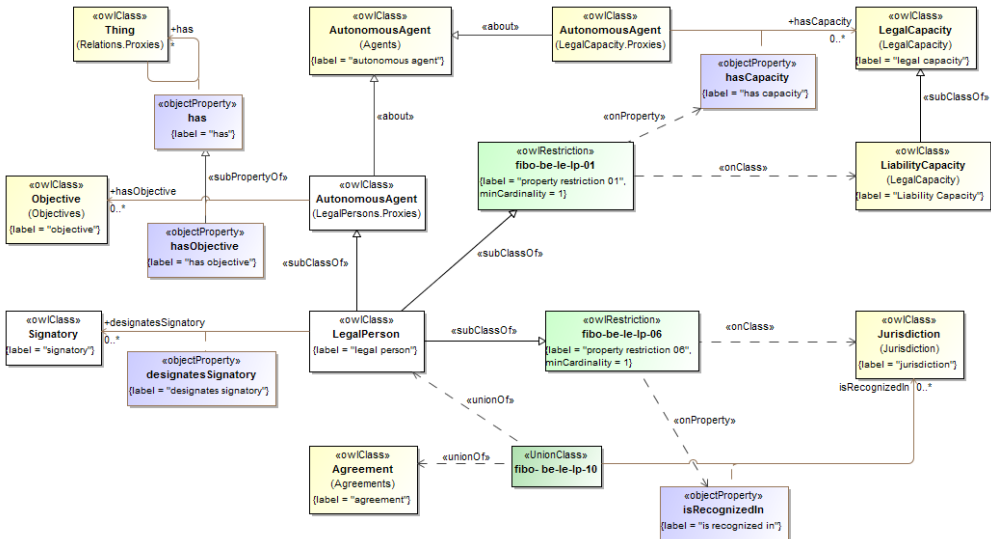 «owlClass»
Thing
(Relations.Proxies)
+has
*
«owlClass»
AutonomousAgent
(Agents)
{label = "autonomous agent"}
«about»
«owlClass»
AutonomousAgent
(LegalCapacity.Proxies)
+hasCapacity
0..*
«owlClass»
LegalCapacity
(LegalCapacity)
{label = "legal capacity"}
«objectProperty»
hasCapacity
{label = "has capacity"}
«objectProperty»
has
{label = "has"}
«about»
«onProperty»
«subClassOf»
«owlRestriction»
fibo-be-le-lp-01
{label = "property restriction 01",
minCardinality = 1}
«onClass»
«owlClass»
LiabilityCapacity
(LegalCapacity)
{label = "Liability Capacity"}
«subPropertyOf»
«owlClass»
Objective
(Objectives)
{label = "objective"}
+hasObjective
0..*
«owlClass»
AutonomousAgent
(LegalPersons.Proxies)
«objectProperty»
hasObjective
{label = "has objective"}
«subClassOf»
«subClassOf»
«owlClass»
Signatory
{label = "signatory"}
+designatesSignatory
0..*
«owlClass»
LegalPerson
{label = "legal person"}
«subClassOf»
«owlRestriction»
fibo-be-le-lp-06
{label = "property restriction 06",
minCardinality = 1}
«onClass»
«owlClass»
Jurisdiction
(Jurisdiction)
{label = "jurisdiction"}
«objectProperty»
designatesSignatory
{label = "designates signatory"}
isRecognizedIn
0..*
«unionOf»
«onProperty»
«owlClass»
Agreement
(Agreements)
{label = "agreement"}
«unionOf»
«UnionClass»
fibo- be-le-lp-10
«objectProperty»
isRecognizedIn
{label = "is recognized in"}